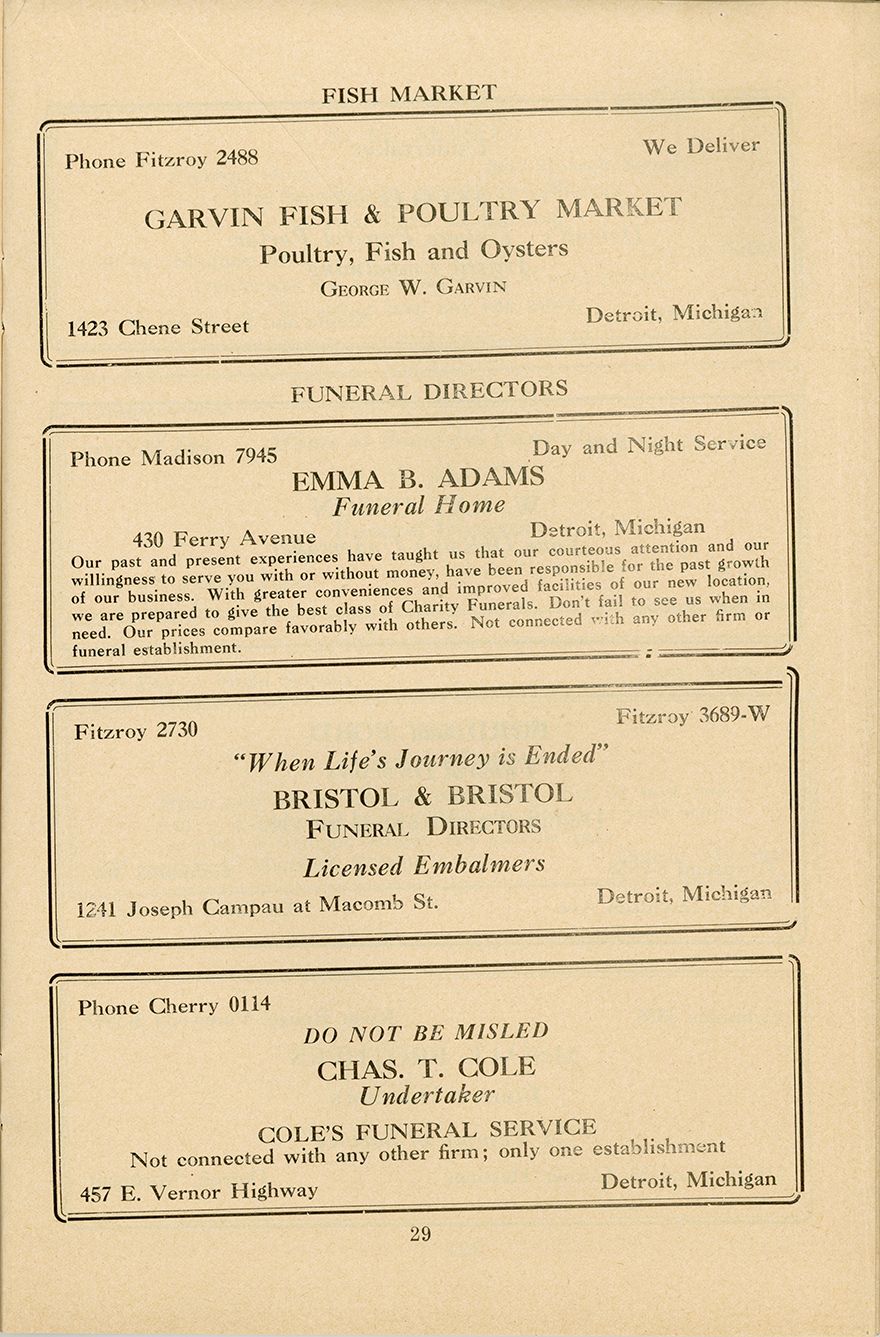 FISH MARKET
Phone Fitzroy 2488
We Deliver
GARVIN FISH & POULTRY MARKET
Poultry, Fish and Oysters
GEORGE W. GARVIN
1423 Chene Street
Detroit, Michigan
FUNERAL DIRECTORS
Phone Madison 7945
Day and Night Service
EMMA B. ADAMS
Funeral Home
430 Ferry Avenue
Detroit, Michigan
Our past and present experiences have taught us that our courteous attention and our
willingness to serve you with or without money, have been responsible for the past growth
of our business. With greater conveniences and improved facilities of our new location,
we are prepared to give the best class of Charity Funerals. Don't fail to see us when in
need. Our prices compare favorably with others. Not connected with any other firm or
funeral establishment.
Fitzroy 2730
Fitzroy 3689-W
"When Life's Journey is Ended"
BRISTOL & BRISTOL
FUNERAL DIRECTORS
Licensed Embalmers
1241 Joseph Campau at Macomb St.
Detroit, Michigan
Phone Cherry 0114
DO NOT BE MISLED
CHAS. T. COLE
Undertaker
COLE'S FUNERAL SERVICE
Not connected with any other firm; only one establishment
457 E. Vernor Highway
Detroit, Michigan
29